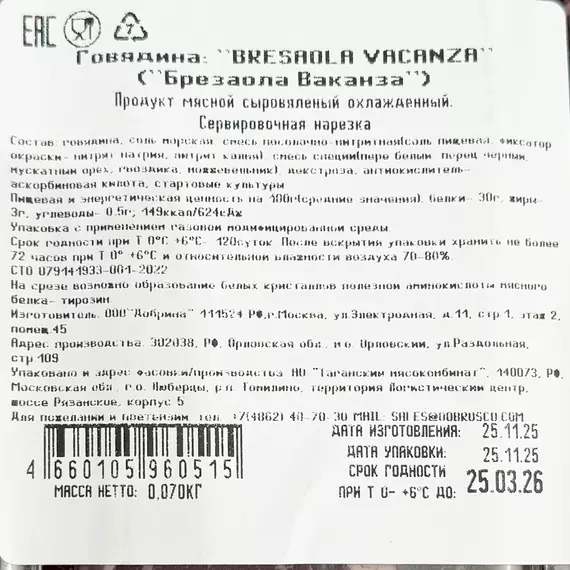 EAC
Говядина: "BRESAOLA VACANZA"
("Брезаола Ваканза")
Продукт мясной сыровяленый охлажденный.
Сервировочная нарезка
Состав: говядина, соль морская, смесь посолочно-нитритная(соль пищевая, фиксатор
окраски- нитрит натрия, нитрит калия), смесь специй(перец белый, перец черный,
мускатный орех, гвоздика, можжевельник), декстроза, антиокислитель-
аскорбиновая кислота, стартовые культуры
Пищевая и энергетическая ценность на 100г(средние значения): белки- 30г, жиры-
3г, углеводы- 0.5г; 149ккал/624кДж
Упаковка с применением газовой модифицированной среды
Срок годности при Т 0°С +6°С- 120суток. После вскрытия упаковки хранить не более
72 часов при Т 0° +6°С и относительной влажности воздуха 70-80%.
СТО 079141933-001-2022
На срезе возможно образование белых кристаллов полезной аминокислоты мясного
белка- тирозин.
Изготовитель: ООО"Добрина" 111524 РФ,г.Москва, ул.Электродная, д.11, стр.1, этаж 2,
помещ.45
Адрес производства: 302038, РФ, Орловская обл., м.о. Орловский, ул.Раздольная,
стр.109
Упаковано и адрес фасовки/производства: АО "Таганский мясокомбинат", 140073, РФ,
Московская обл., г.о. Люберцы, р.п. Томилино, территория Логистический центр,
шоссе Рязанское, корпус 5
Для пожеланий и претензий: тел. +7(4862) 40-70-30 MAIL: SALES@DOBRUSCO.COM
ДАТА ИЗГОТОВЛЕНИЯ: 25.11.25
ДАТА УПАКОВКИ: 25.11.25
СРОК ГОДНОСТИ
ПРИ Т 0- +6°С ДО: 25.03.26
4 660105 960515
МАССА НЕТТО: 0,070КГ